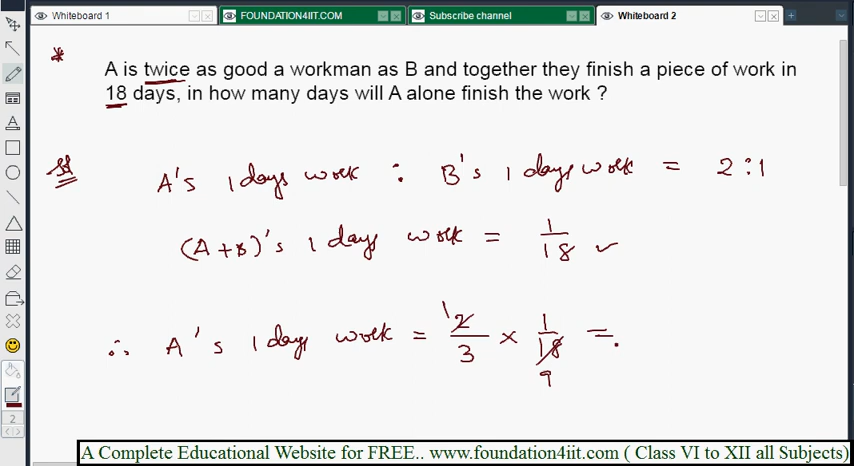 Whiteboard 1
FOUNDATION4IIT.COM
Subscribe channel
Whiteboard 2
* A is twice as good a workman as B and together they finish a piece of work in
18 days, in how many days will A alone finish the work ?
A's 1 days work : B's 1 days work = 2:1
(A+B)'s 1 days work = 1/18 ✓
∴ A's 1 days work = 1 2/3 × 1/18 9 =
2
A Complete Educational Website for FREE.. www.foundation4iit.com ( Class VI to XII all Subjects)